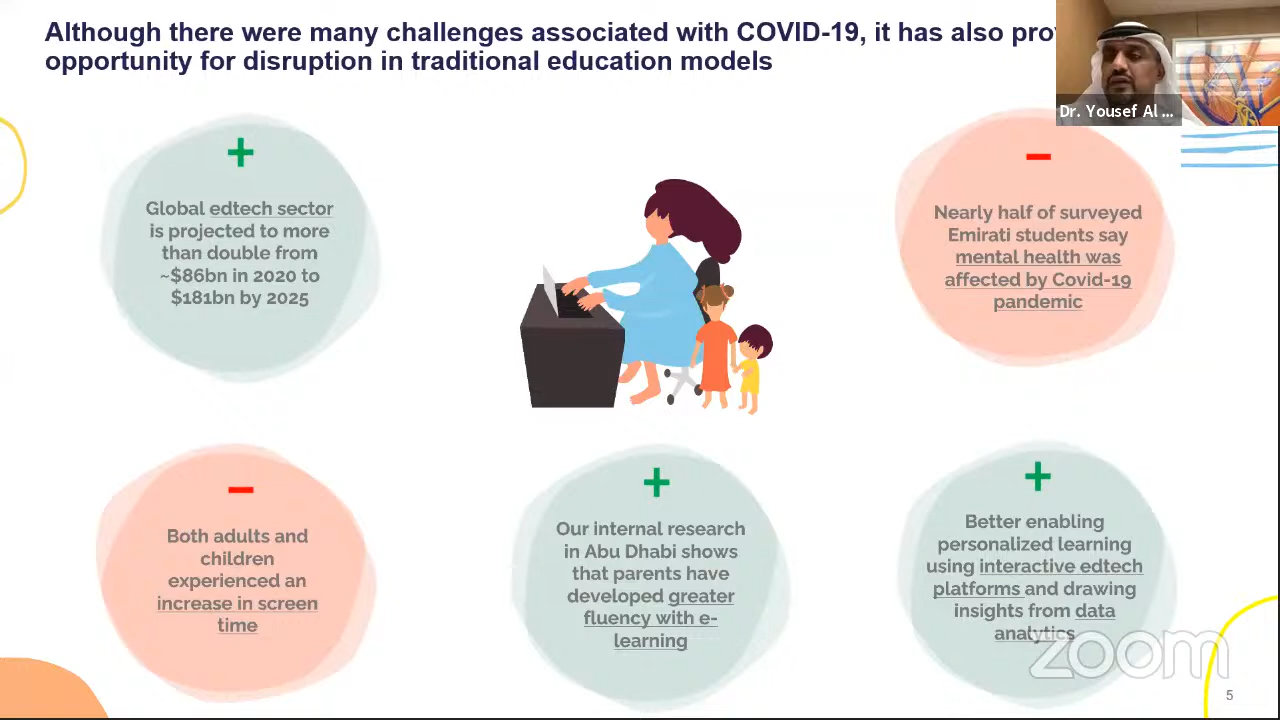 Although there were many challenges associated with COVID-19, it has also
opportunity for disruption in traditional education models
Dr. Yousef Al ...
+
Global edtech sector
is projected to more
than double from
~$86bn in 2020 to
$181bn by 2025
−
Nearly half of surveyed
Emirati students say
mental health was
affected by Covid-19
pandemic
−
Both adults and
children
experienced an
increase in screen
time
+
Our internal research
in Abu Dhabi shows
that parents have
developed greater
fluency with e-
learning
+
Better enabling
personalized learning
using interactive edtech
platforms and drawing
insights from data
analytics
zoom
5